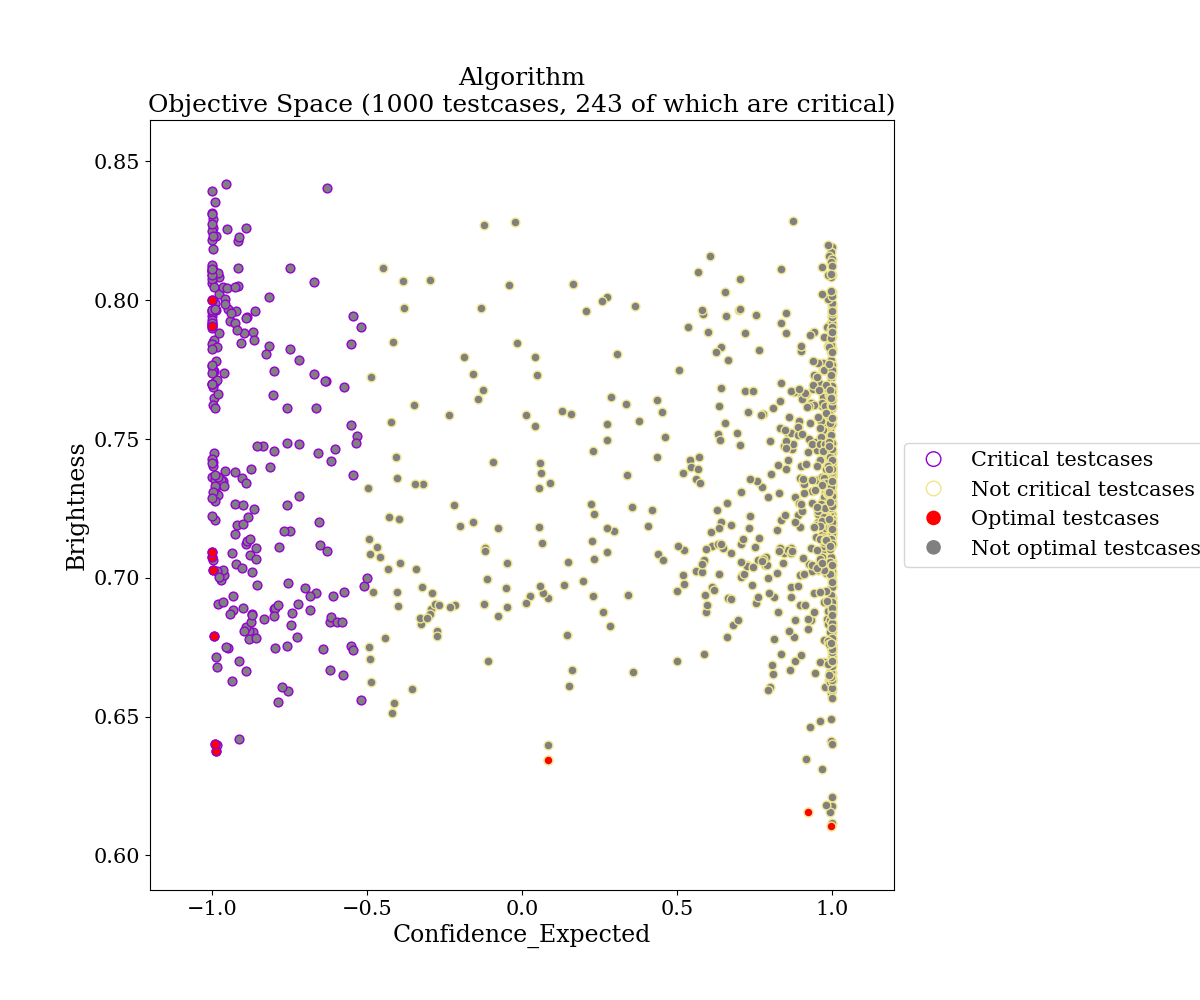 Algorithm
Objective Space (1000 testcases, 243 of which are critical)
Brightness
0.85
0.80
0.75
0.70
0.65
0.60
−1.0
−0.5
0.0
0.5
1.0
Confidence_Expected
Critical testcases
Not critical testcases
Optimal testcases
Not optimal testcases